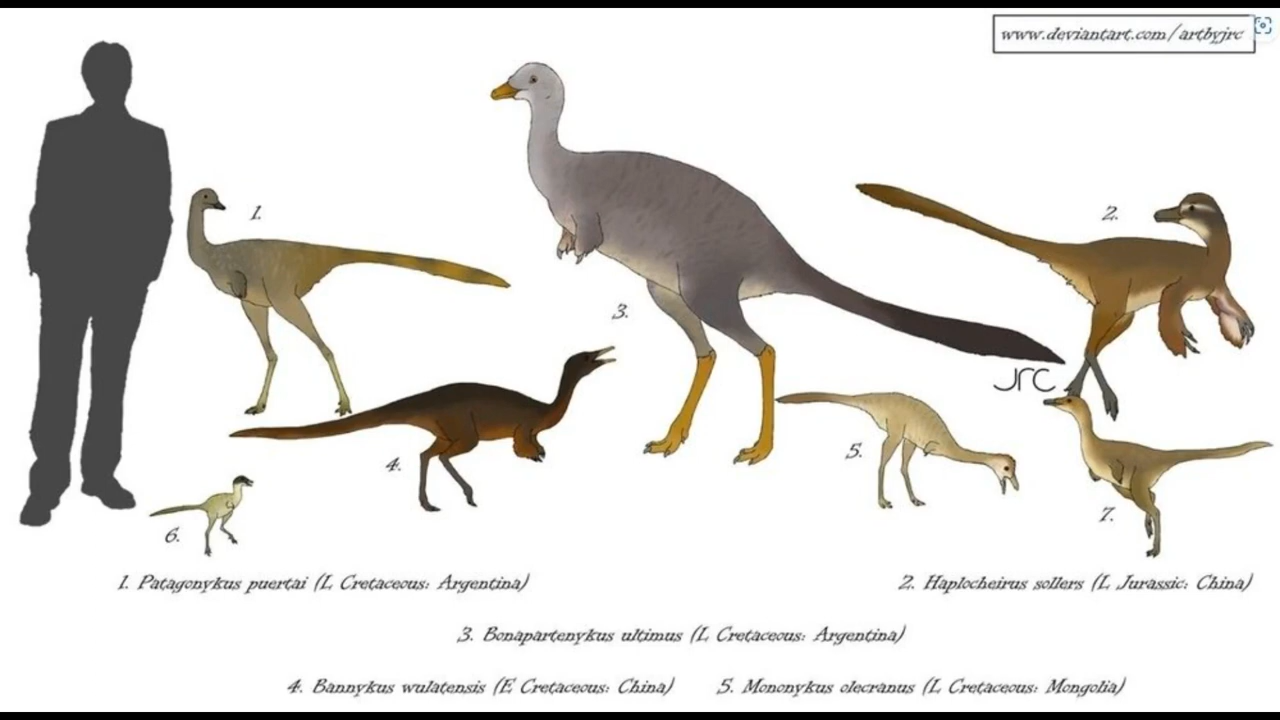 www.deviantart.com/artbyjrc
1.
2.
3.
jrc
4.
5.
6.
7.
1. Patagonykus puertai (L Cretaceous: Argentina)
2. Haplocheirus sollers (L Jurassic: China)
3. Bonapartenykus ultimus (L Cretaceous: Argentina)
4. Bannykus wulatensis (E Cretaceous: China)
5. Mononykus olecranus (L Cretaceous: Mongolia)